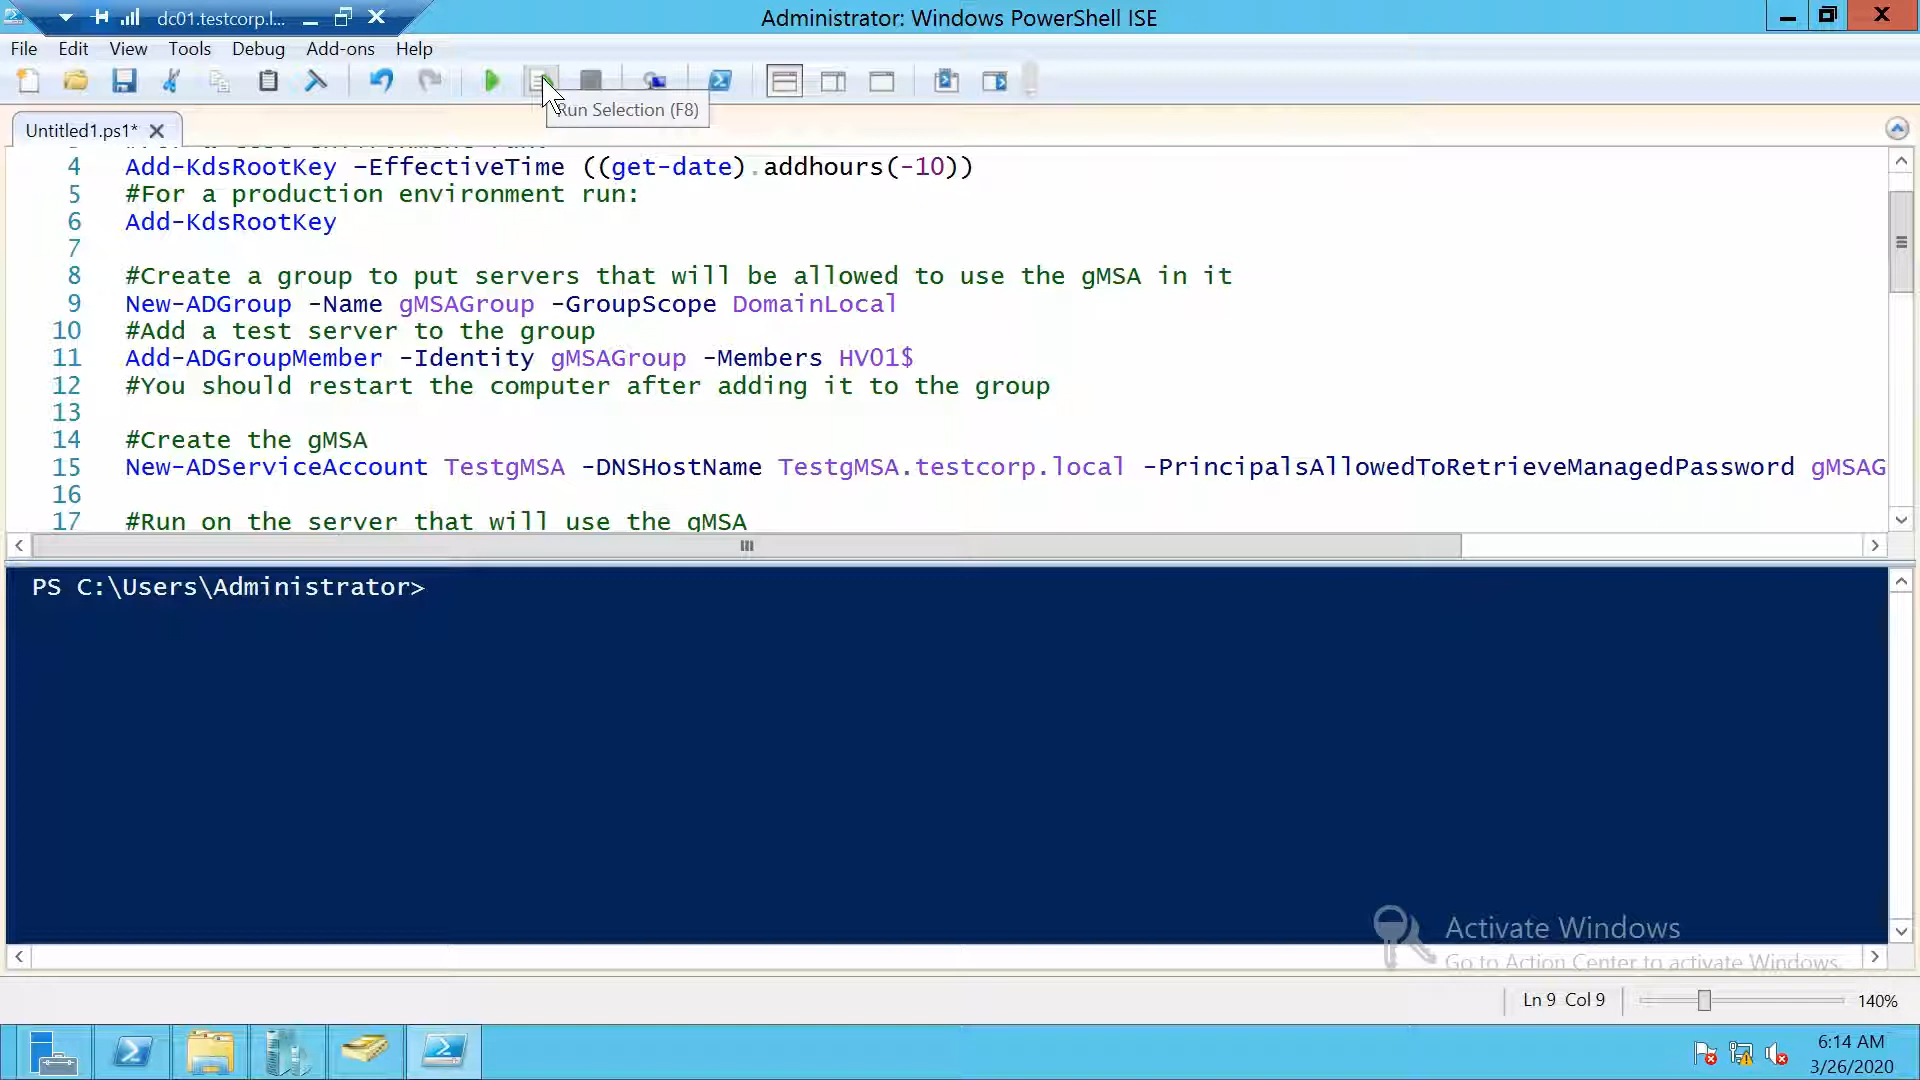 dc01.testcorp.l...
Administrator: Windows PowerShell ISE
File Edit View Tools Debug Add-ons Help
Run Selection (F8)
Untitled1.ps1*
4 Add-KdsRootKey -EffectiveTime ((get-date).addhours(-10))
5 #For a production environment run:
6 Add-KdsRootKey
7
8 #Create a group to put servers that will be allowed to use the gMSA in it
9 New-ADGroup -Name gMSAGroup -GroupScope DomainLocal
10 #Add a test server to the group
11 Add-ADGroupMember -Identity gMSAGroup -Members HV01$
12 #You should restart the computer after adding it to the group
13
14 #Create the gMSA
15 New-ADServiceAccount TestgMSA -DNSHostName TestgMSA.testcorp.local -PrincipalsAllowedToRetrieveManagedPassword gMSAG
16
17 #Run on the server that will use the gMSA
PS C:\Users\Administrator>
Activate Windows
Go to Action Center to activate Windows.
Ln 9 Col 9
140%
6:14 AM
3/26/2020